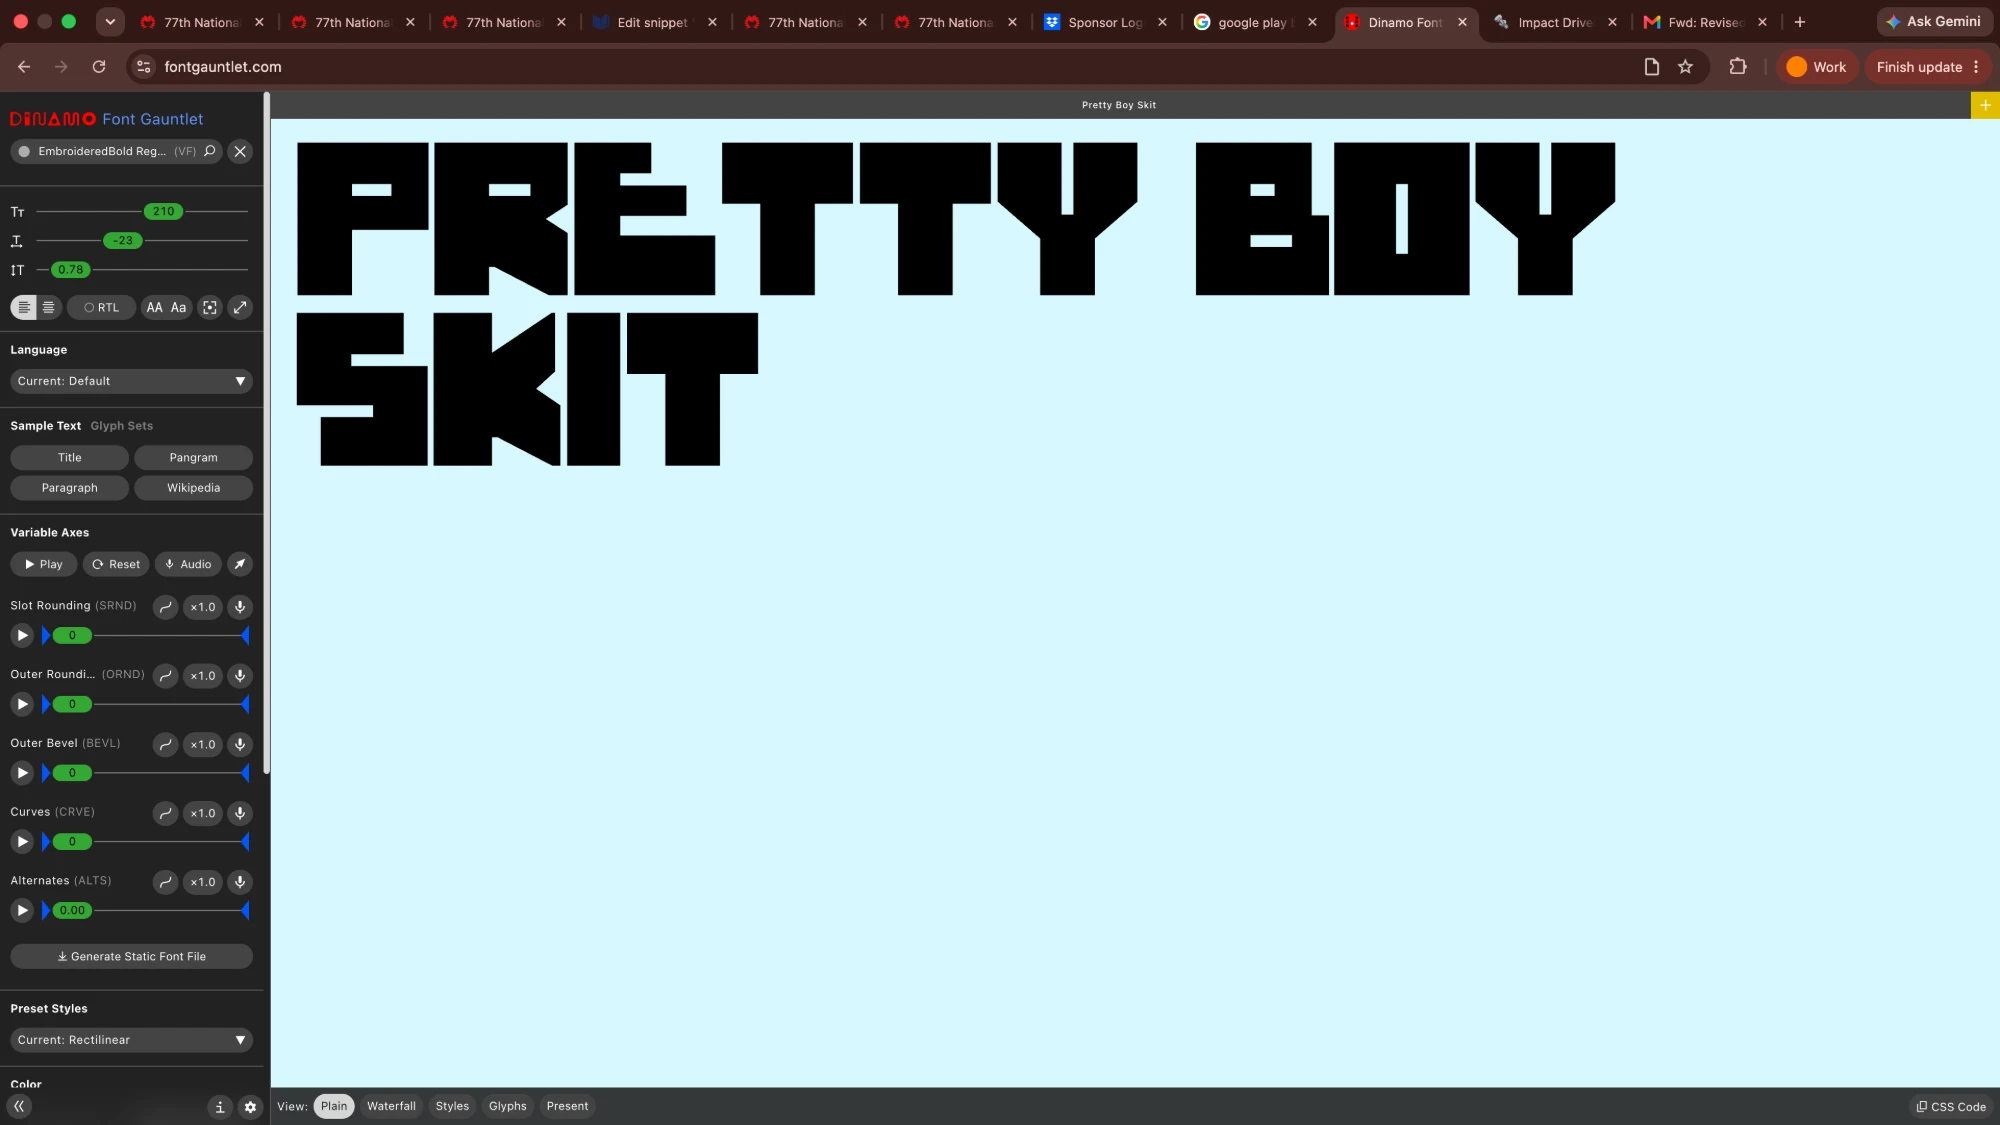 77th Nationa
77th Nationa
77th Nationa
Edit snippet
77th Nationa
77th Nationa
Sponsor Log
google play b
Dinamo Font
Impact Drive
Fwd: Revised
Ask Gemini
fontgauntlet.com
Work
Finish update
DINAMO Font Gauntlet
Pretty Boy Skit
EmbroideredBold Reg... (VF)
PRETTY BOY
SKIT
210
-23
0.78
RTL
AA Aa
Language
Current: Default
Sample Text Glyph Sets
Title
Pangram
Paragraph
Wikipedia
Variable Axes
Play
Reset
Audio
Slot Rounding (SRND)
×1.0
0
Outer Roundi... (ORND)
×1.0
0
Outer Bevel (BEVL)
×1.0
0
Curves (CRVE)
×1.0
0
Alternates (ALTS)
×1.0
0.00
Generate Static Font File
Preset Styles
Current: Rectilinear
Color
View: Plain Waterfall Styles Glyphs Present
CSS Code